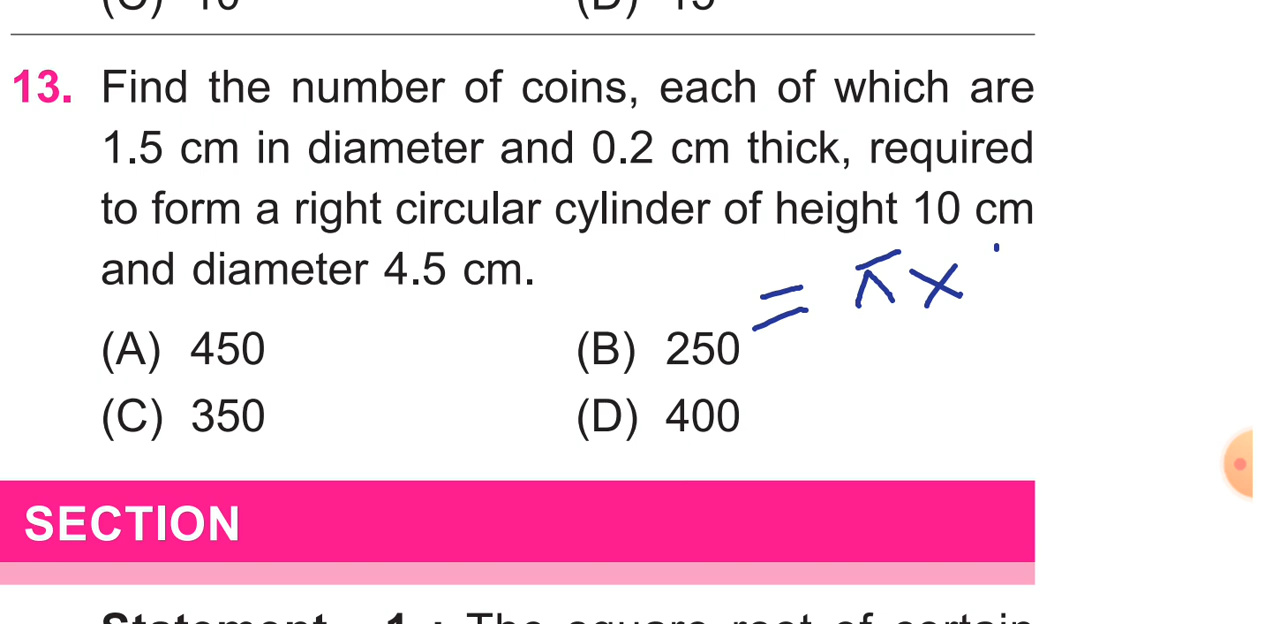 13. Find the number of coins, each of which are
1.5 cm in diameter and 0.2 cm thick, required
to form a right circular cylinder of height 10 cm
and diameter 4.5 cm.
= π ×
(A) 450 (B) 250
(C) 350 (D) 400
SECTION